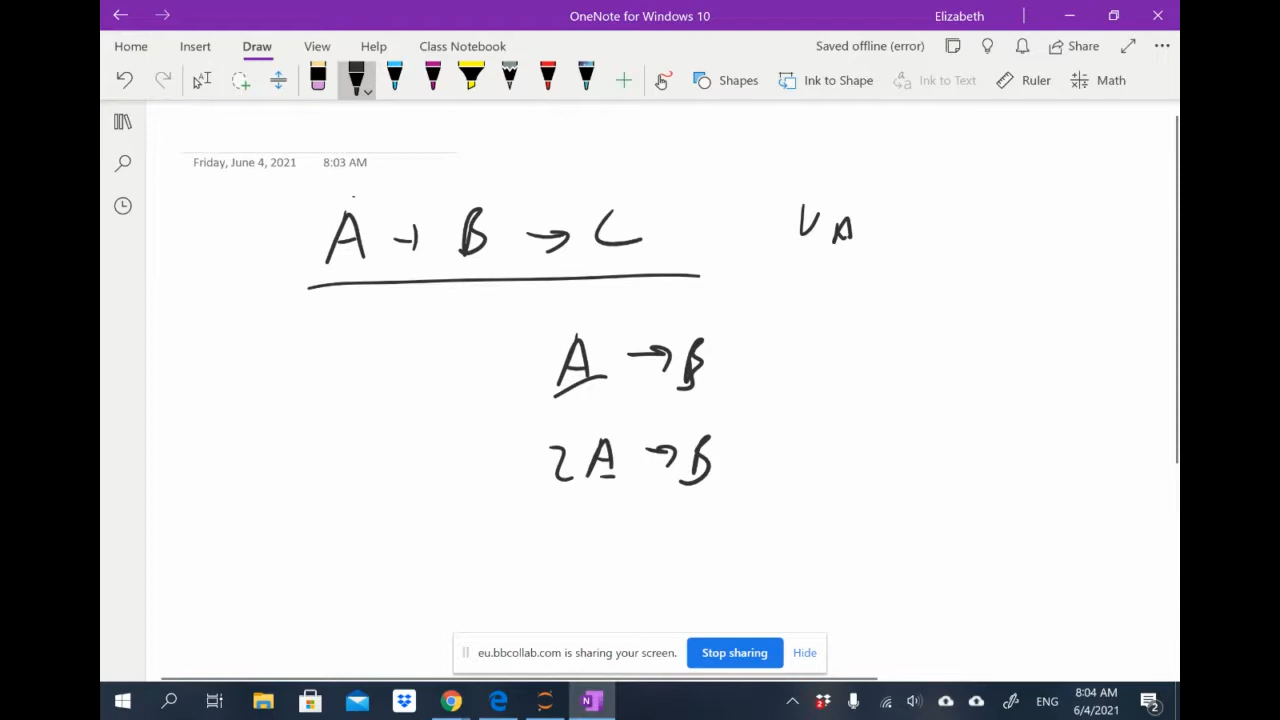 OneNote for Windows 10
Elizabeth
Home Insert Draw View Help Class Notebook
Saved offline (error) Share
Shapes Ink to Shape Ink to Text Ruler Math
Friday, June 4, 2021 8:03 AM
A + B → C
V A
A → B
2A → B
eu.bbcollab.com is sharing your screen. Stop sharing Hide
ENG
8:04 AM
6/4/2021
2
2